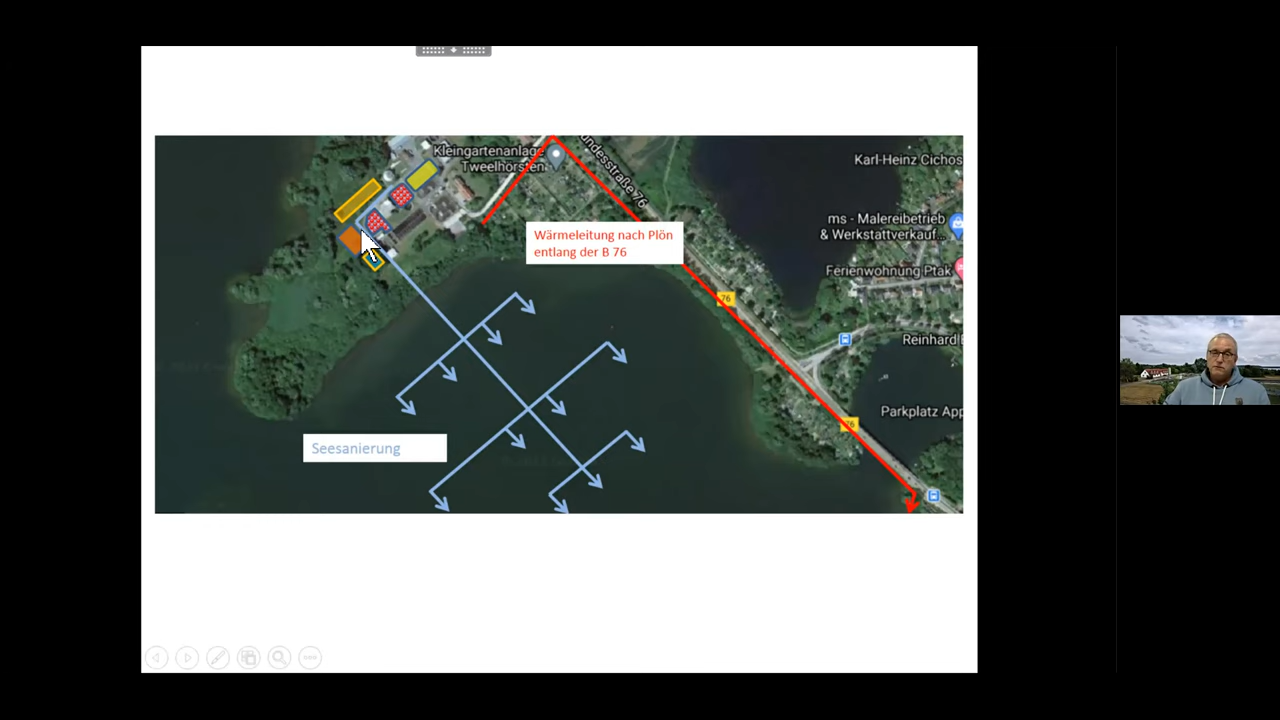 Kleingartenanlage
Tweelhörsten
undesstraße 76
Karl-Heinz Cichos
ms - Malereibetrieb
& Werkstattverkauf...
Wärmeleitung nach Plön
entlang der B 76
Ferienwohnung Ptak
76
Reinhard
Parkplatz App
76
Seesanierung